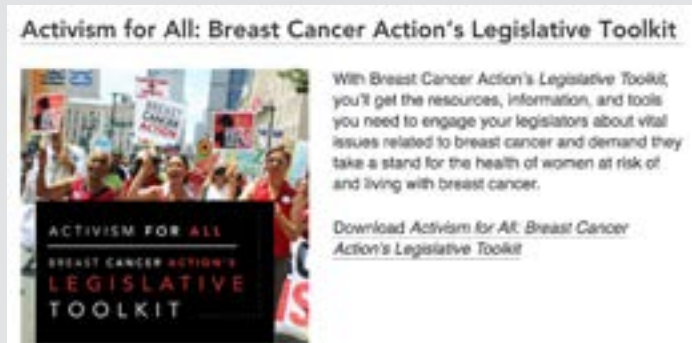 Activism for All: Breast Cancer Action's Legislative Toolkit
With Breast Cancer Action's Legislative Toolkit,
you'll get the resources, information, and tools
you need to engage your legislators about vital
issues related to breast cancer and demand they
take a stand for the health of women at risk of
and living with breast cancer.
BREAST
CANCER
ACTION
Download Activism for All: Breast Cancer
Action's Legislative Toolkit
ACTIVISM FOR ALL
BREAST CANCER ACTION'S
LEGISLATIVE
TOOLKIT